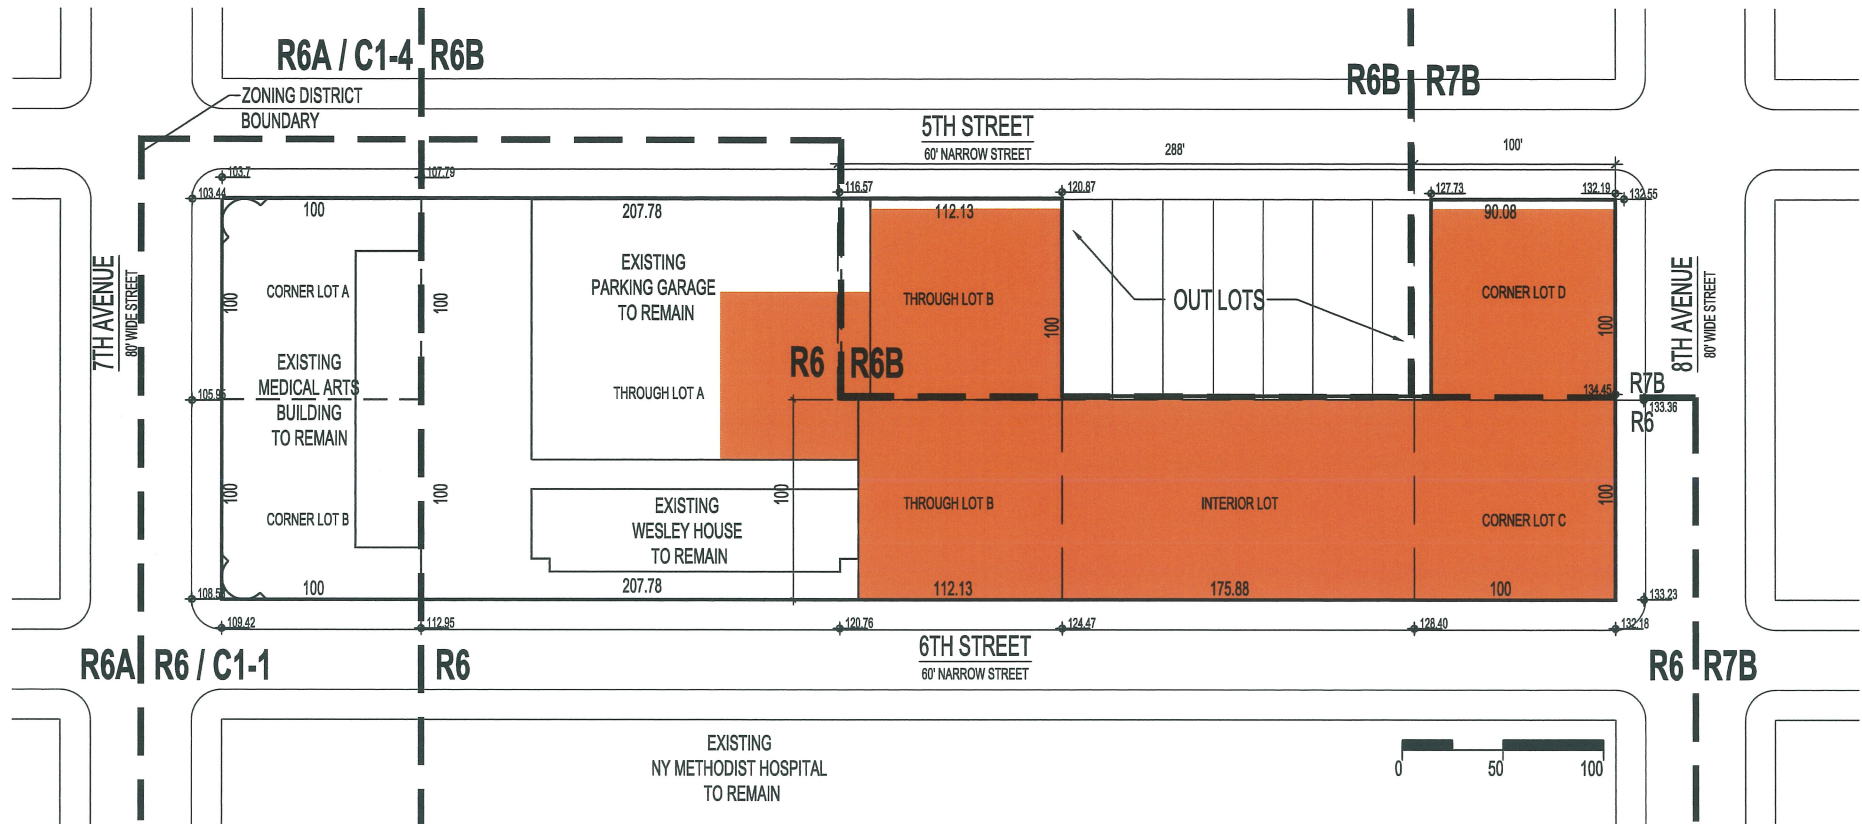 R6A / C1-4
R6B
R6B
R7B
ZONING DISTRICT
BOUNDARY
5TH STREET
60' NARROW STREET
288'
100'
103.7
107.79
116.57
120.87
127.73
132.19
132.55
103.44
100
207.78
112.13
90.08
7TH AVENUE
80' WIDE STREET
8TH AVENUE
80' WIDE STREET
EXISTING
PARKING GARAGE
TO REMAIN
CORNER LOT A
THROUGH LOT B
OUT LOTS
CORNER LOT D
100
100
100
100
EXISTING
MEDICAL ARTS
BUILDING
TO REMAIN
THROUGH LOT A
R6
R6B
134.45
R7B
R6
133.36
105.95
100
100
100
100
EXISTING
WESLEY HOUSE
TO REMAIN
THROUGH LOT B
INTERIOR LOT
CORNER LOT C
CORNER LOT B
100
207.78
112.13
175.88
100
133.23
109.42
112.95
120.76
124.47
128.40
132.18
6TH STREET
60' NARROW STREET
R6A
R6 / C1-1
R6
R6
R7B
EXISTING
NY METHODIST HOSPITAL
TO REMAIN
0
50
100